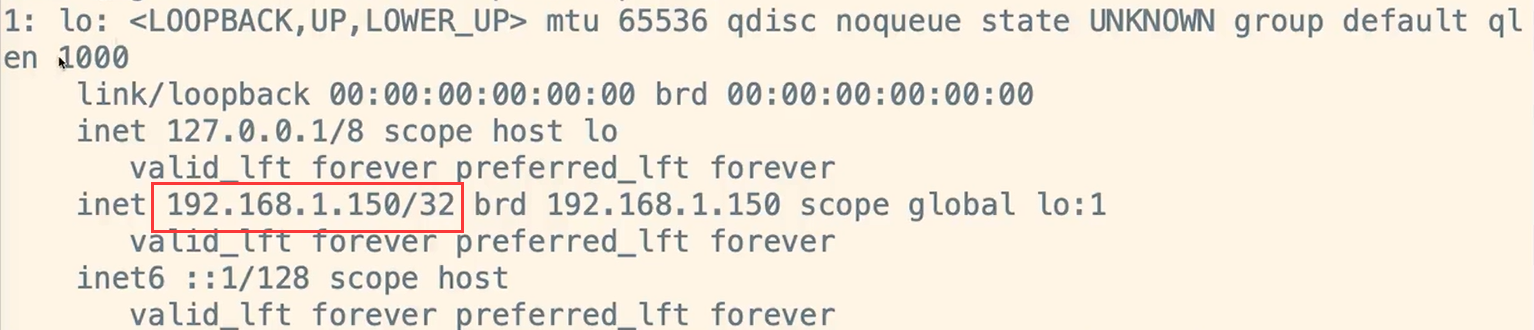 1: lo: <LOOPBACK,UP,LOWER_UP> mtu 65536 qdisc noqueue state UNKNOWN group default ql
en 1000
link/loopback 00:00:00:00:00:00 brd 00:00:00:00:00:00
inet 127.0.0.1/8 scope host lo
valid_lft forever preferred_lft forever
inet 192.168.1.150/32 brd 192.168.1.150 scope global lo:1
valid_lft forever preferred_lft forever
inet6 ::1/128 scope host
valid_lft forever preferred_lft forever